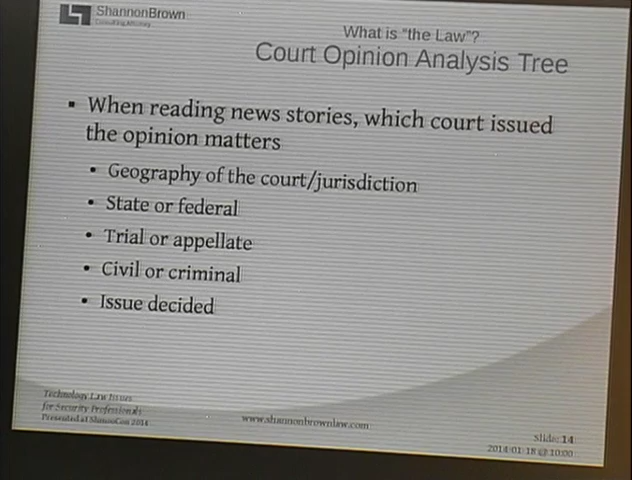 ShannonBrown
Consulting Attorney
What is "the Law"?
Court Opinion Analysis Tree
▪ When reading news stories, which court issued
the opinion matters
• Geography of the court/jurisdiction
• State or federal
• Trial or appellate
• Civil or criminal
• Issue decided
Technology Law Issues
for Security Professionals
Presented at ShmooCon 2014
www.shannonbrownlaw.com
Slide: 14
2014-01-18 @ 10:00